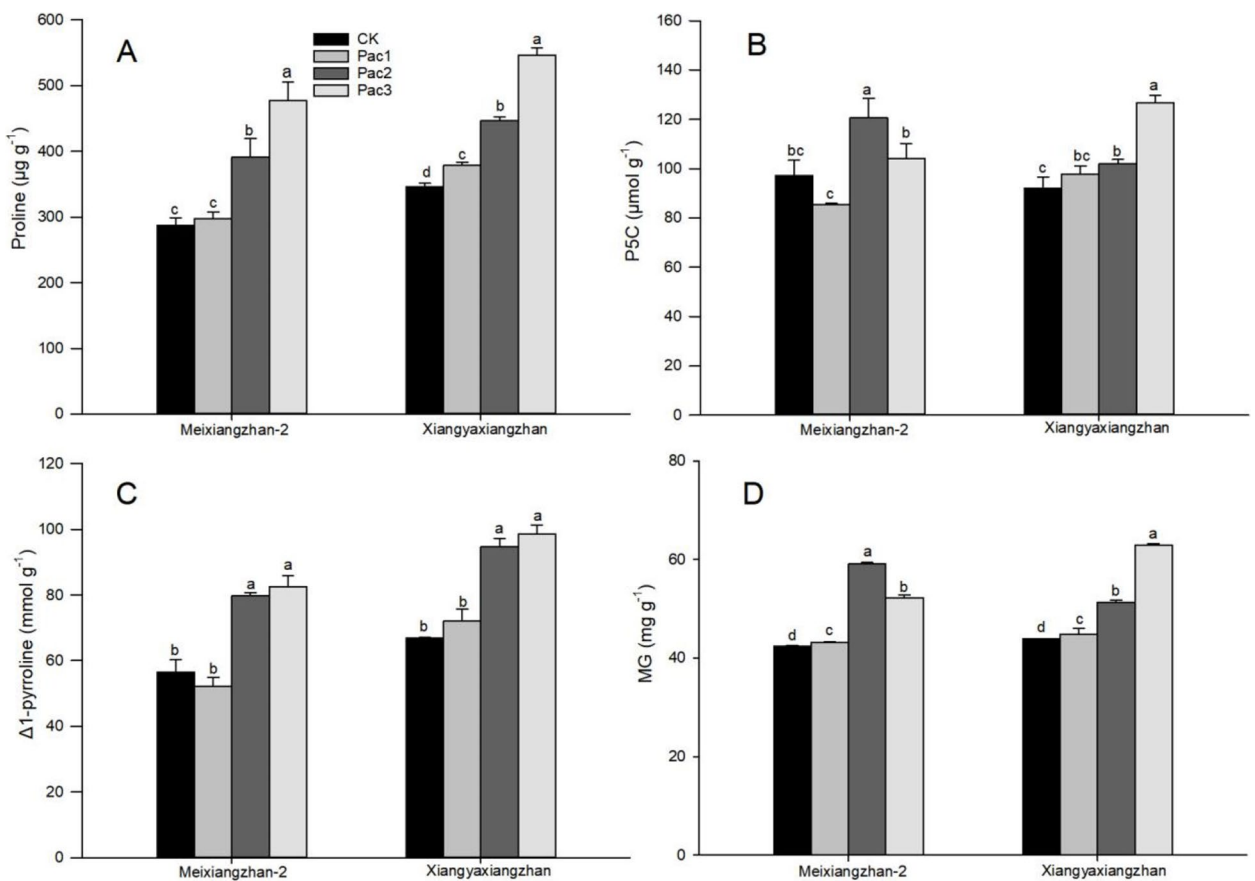 A
CK
Pac1
Pac2
Pac3
600
500
400
300
200
100
0
Proline (µg g⁻¹)
c
c
b
a
d
c
b
a
Meixiangzhan-2
Xiangyaxiangzhan
B
160
140
120
100
80
60
40
20
0
P5C (µmol g⁻¹)
bc
c
a
b
c
bc
b
a
Meixiangzhan-2
Xiangyaxiangzhan
C
120
100
80
60
40
20
0
Δ1-pyrroline (mmol g⁻¹)
b
b
a
a
b
b
a
a
Meixiangzhan-2
Xiangyaxiangzhan
D
80
60
40
20
0
MG (mg g⁻¹)
d
c
a
b
d
c
b
a
Meixiangzhan-2
Xiangyaxiangzhan